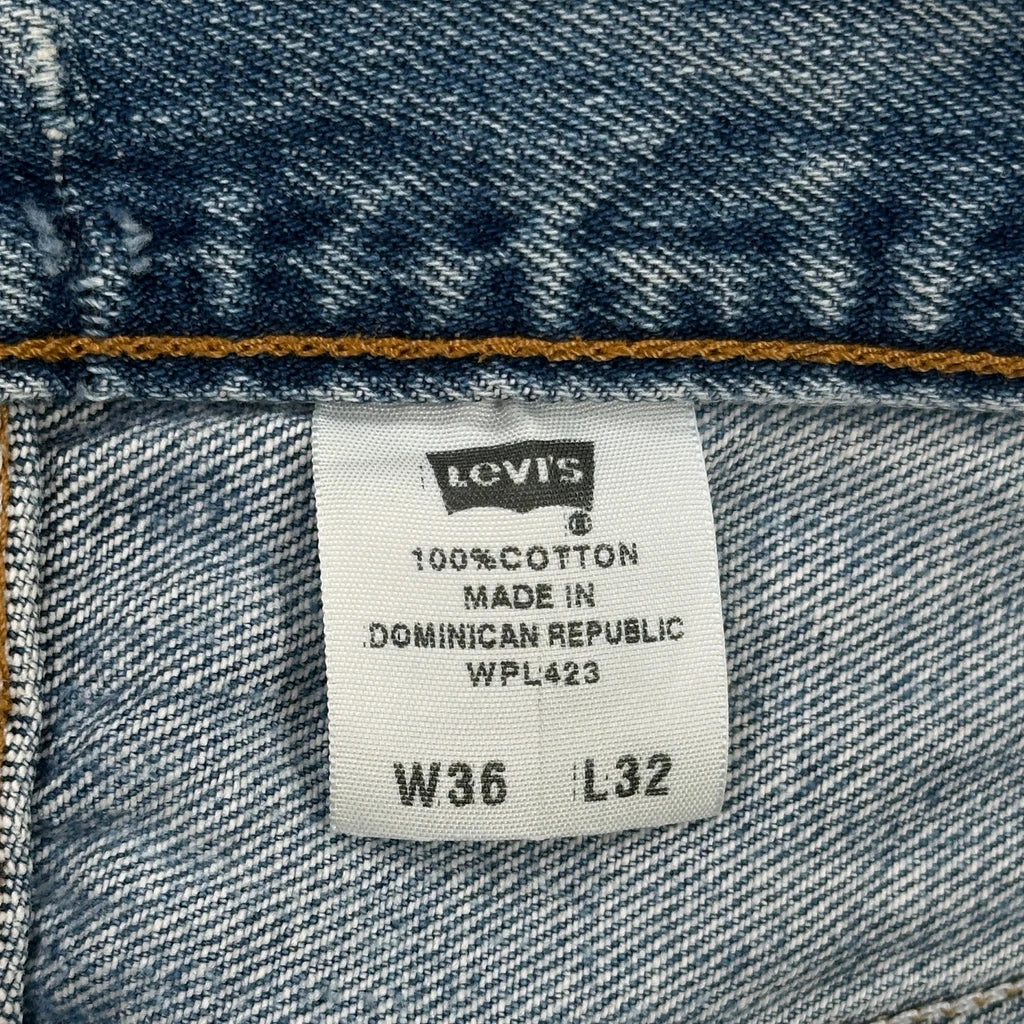 LEVI'S
®
100%COTTON
MADE IN
DOMINICAN REPUBLIC
WPL423
W36 L32